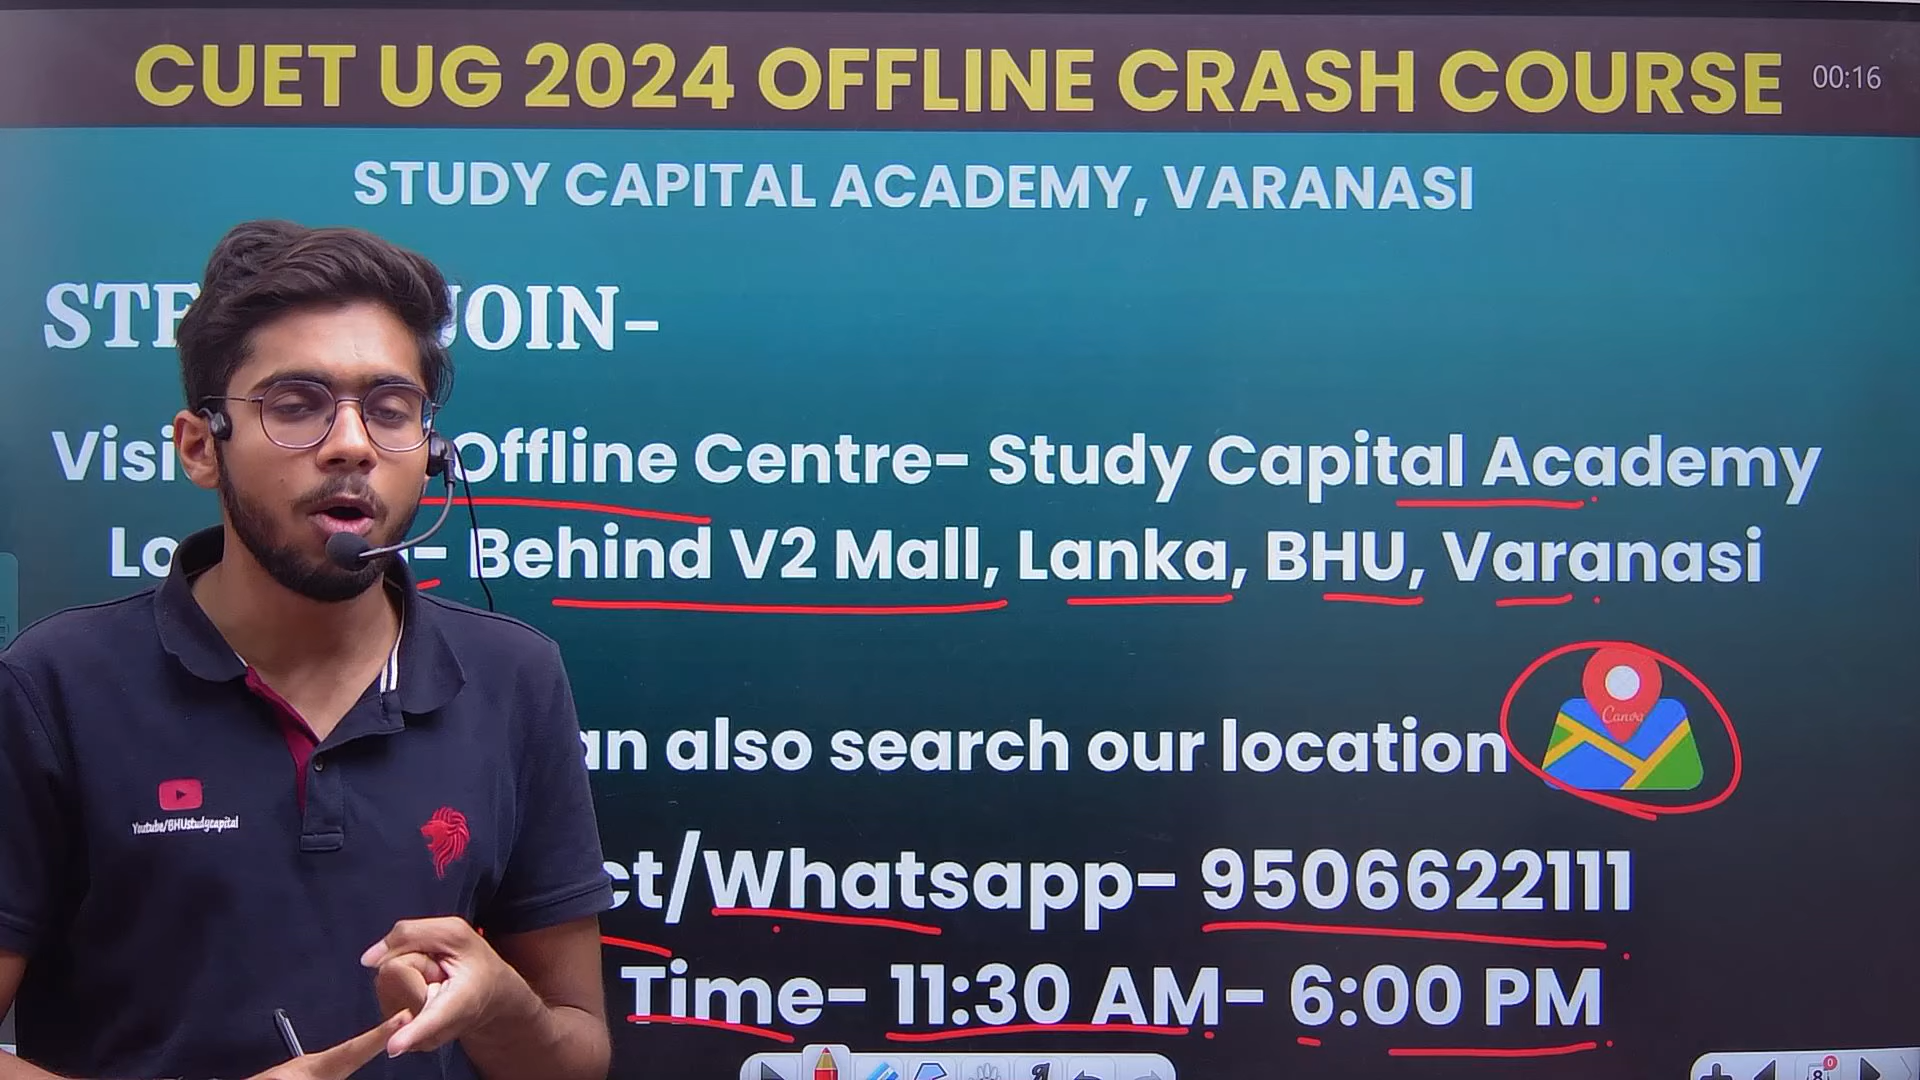 CUET UG 2024 OFFLINE CRASH COURSE
00:16
STUDY CAPITAL ACADEMY, VARANASI
JOIN-
Offline Centre- Study Capital Academy
- Behind V2 Mall, Lanka, BHU, Varanasi
also search our location
Canva
/Whatsapp- 9506622111
Time- 11:30 AM- 6:00 PM
Youtube/BHUstudycapital